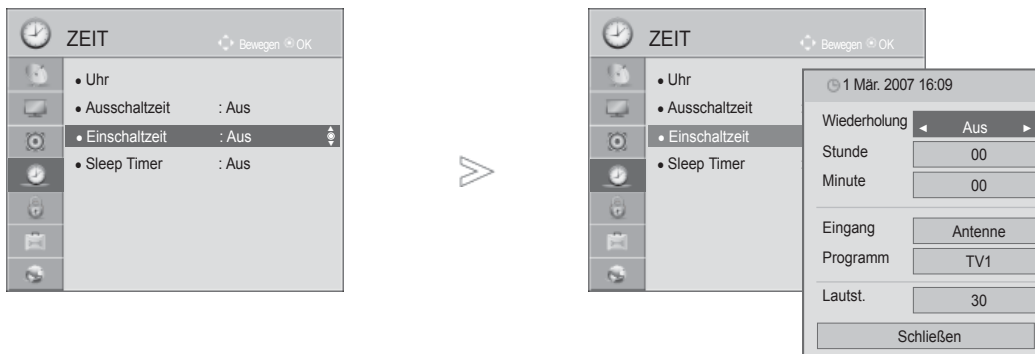 ZEIT
Bewegen OK
• Uhr
• Ausschaltzeit : Aus
• Einschaltzeit : Aus
• Sleep Timer : Aus
ZEIT
Bewegen OK
• Uhr
• Ausschaltzeit
• Einschaltzeit
• Sleep Timer
1 Mär. 2007 16:09
Wiederholung ◄ Aus ►
Stunde 00
Minute 00
Eingang Antenne
Programm TV1
Lautst. 30
Schließen